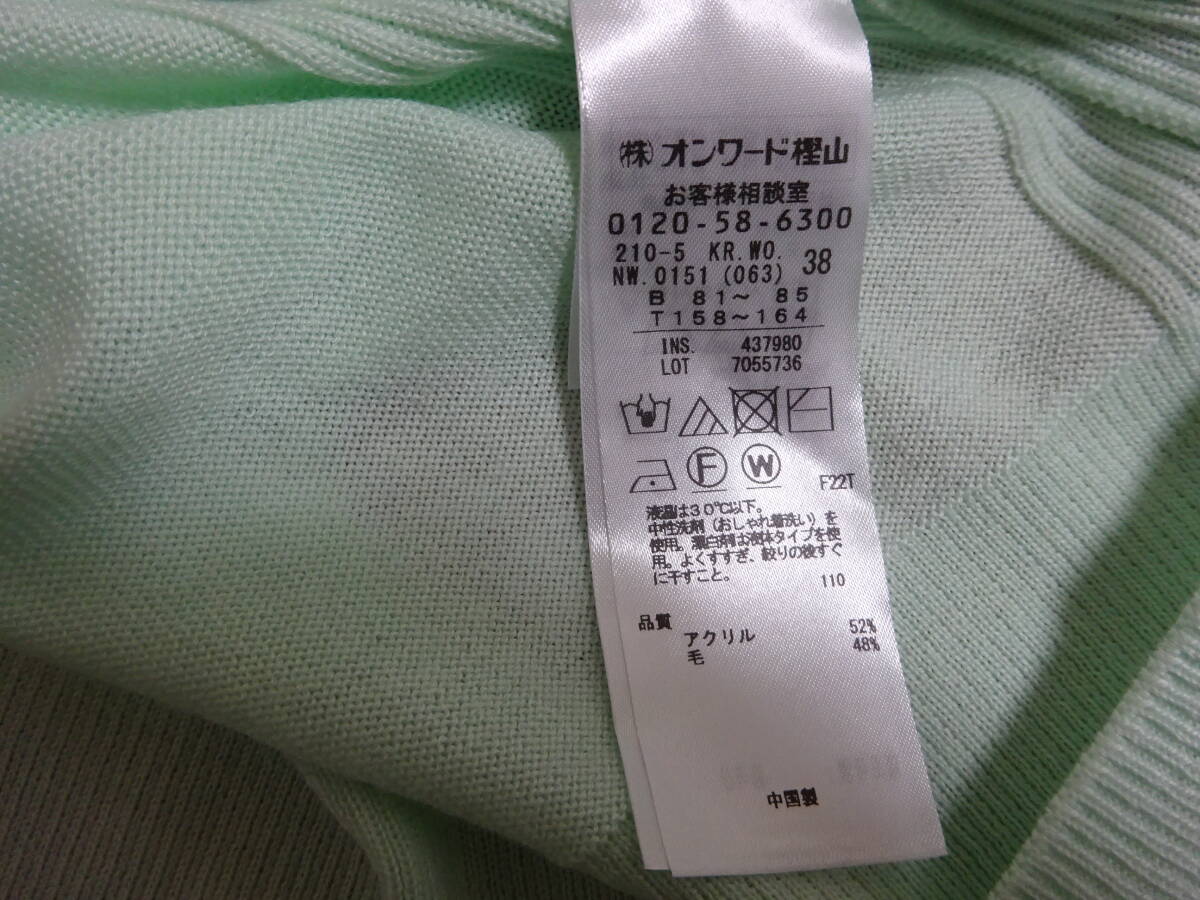 (株)オンワード樫山
お客様相談室
0120-58-6300
210-5 KR.WO.
NW.0151 (063) 38
B 81～ 85
T158～164
INS. 437980
LOT 7055736
F W
F22T
液温は30℃以下。
中性洗剤（おしゃれ着洗い）を
使用。漂白剤は液体タイプを使
用。よくすすぎ、絞りの後すぐ
に干すこと。
110
品質
アクリル 52%
毛 48%
中国製